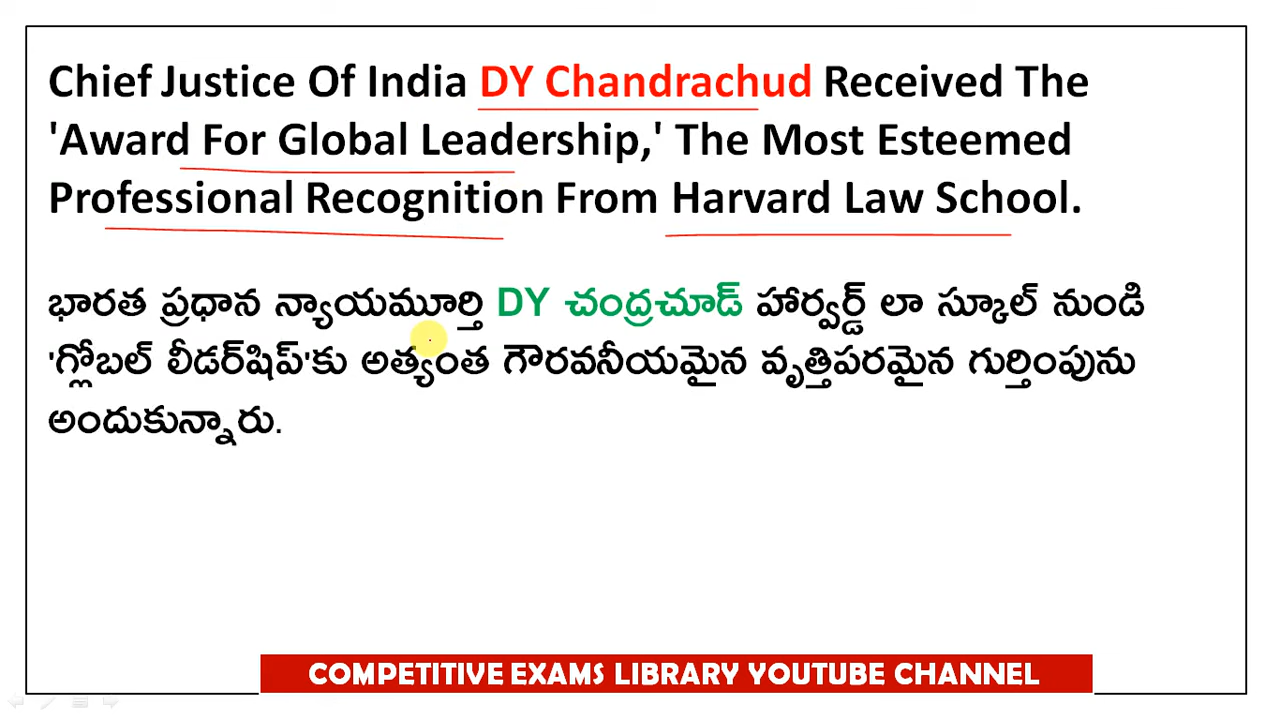 Chief Justice Of India DY Chandrachud Received The
'Award For Global Leadership,' The Most Esteemed
Professional Recognition From Harvard Law School.
భారత ప్రధాన న్యాయమూర్తి DY చంద్రచూడ్ హార్వర్డ్ లా స్కూల్ నుండి
'గ్లోబల్ లీడర్‌షిప్'కు అత్యంత గౌరవనీయమైన వృత్తిపరమైన గుర్తింపును
అందుకున్నారు.
COMPETITIVE EXAMS LIBRARY YOUTUBE CHANNEL